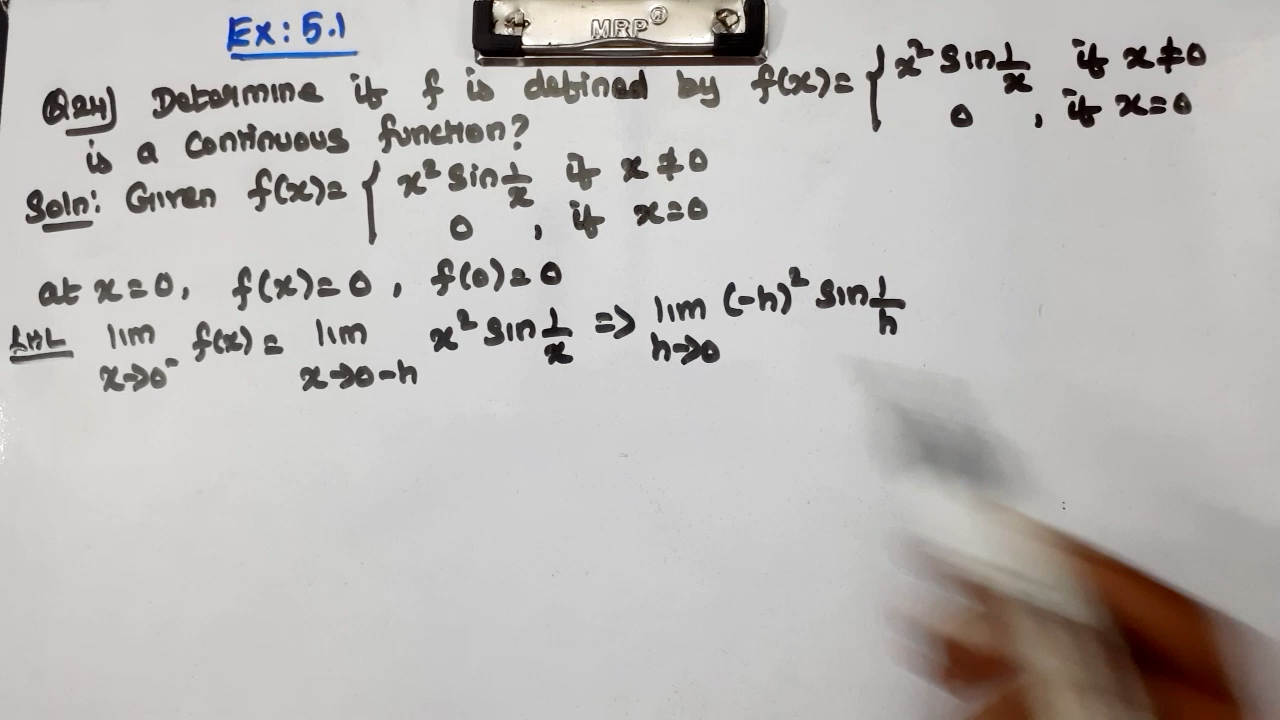 MRP®
Ex: 5.1
Q24) Determine if f is defined by f(x)= { x² sin 1/x if x≠0
0 , if x=0
is a continuous function?
Soln: Given f(x)= { x² sin 1/x if x≠0
0 , if x=0
at x=0, f(x)=0, f(0)=0
LHL lim x→0⁻ f(x) = lim x→0-h x² sin 1/x => lim h→0 (-h)² sin 1/h